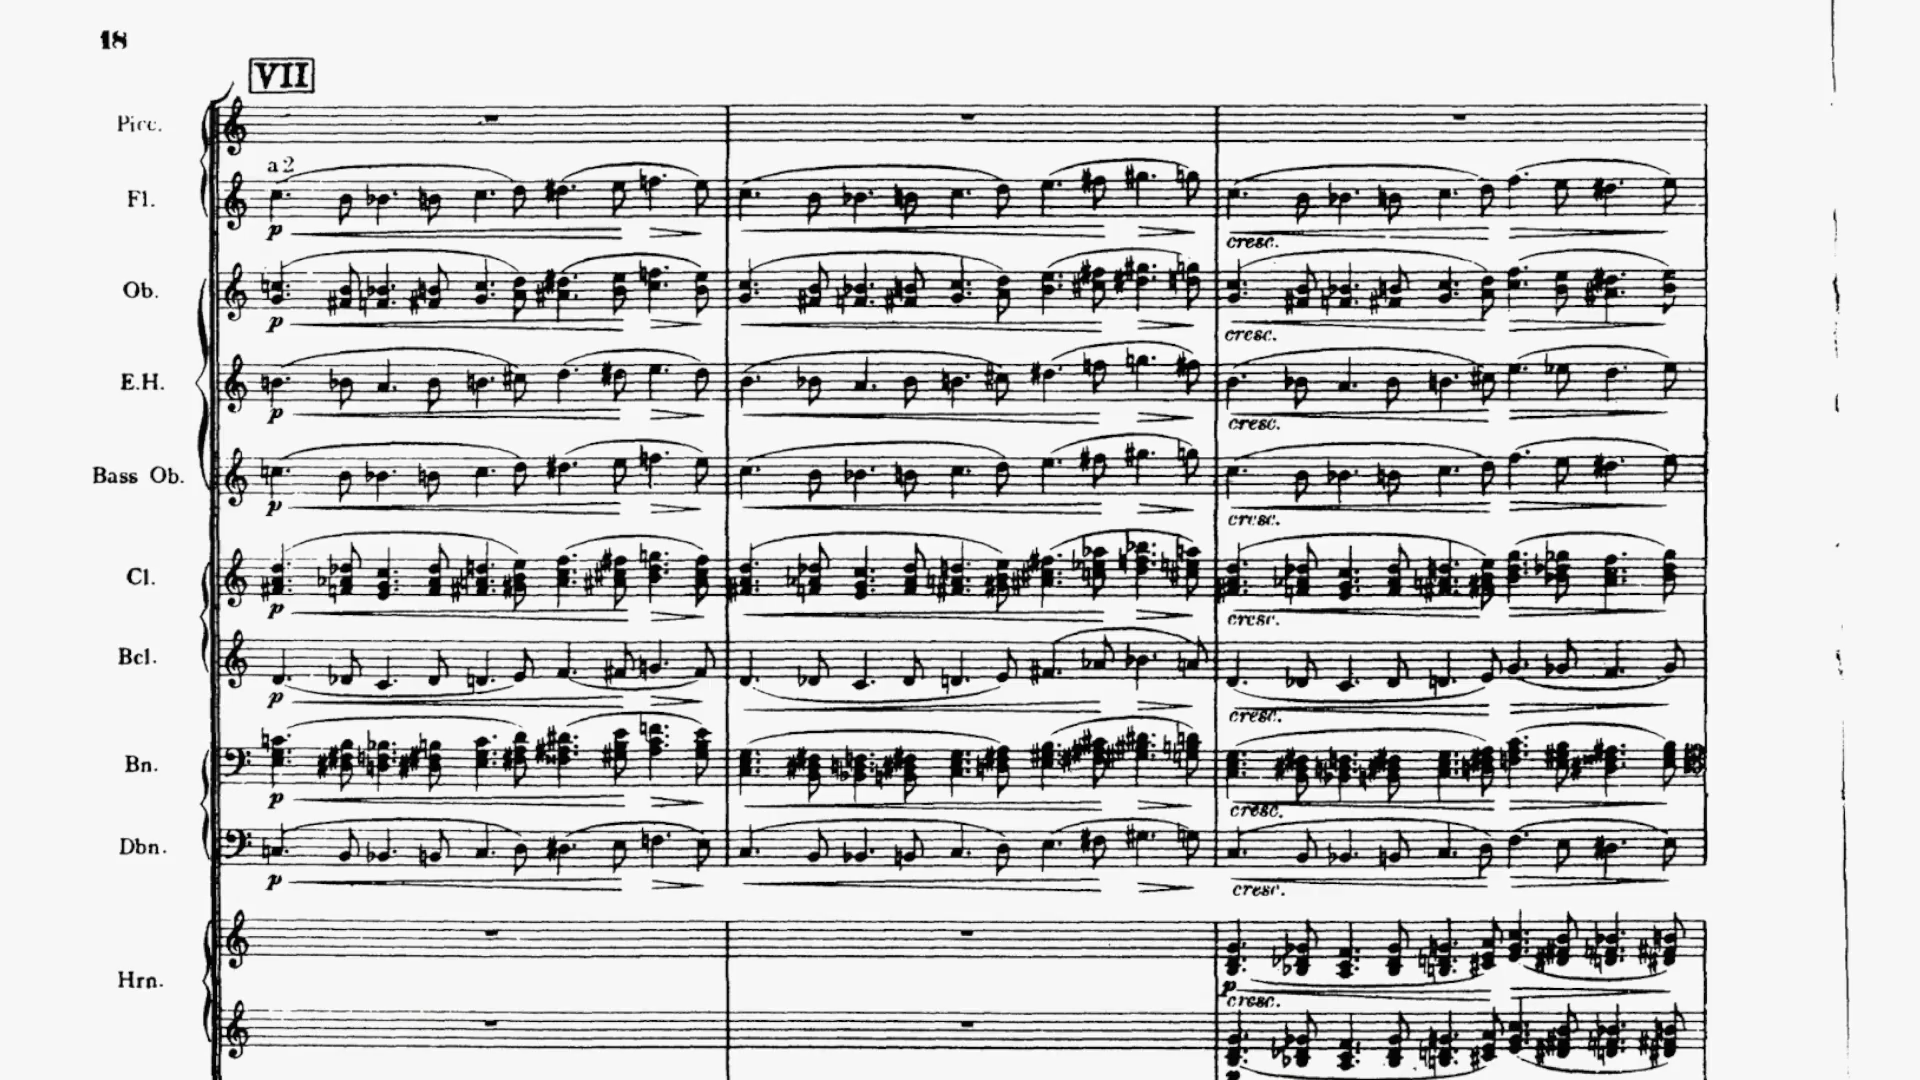 18
VII
Picc.
a 2
Fl.
p
cresc.
Ob.
p
cresc.
E.H.
p
cresc.
Bass Ob.
p
cresc.
Cl.
p
cresc.
Bcl.
p
cresc.
Bn.
p
cresc.
Dbn.
p
cresc.
Hrn.
p
cresc.
p